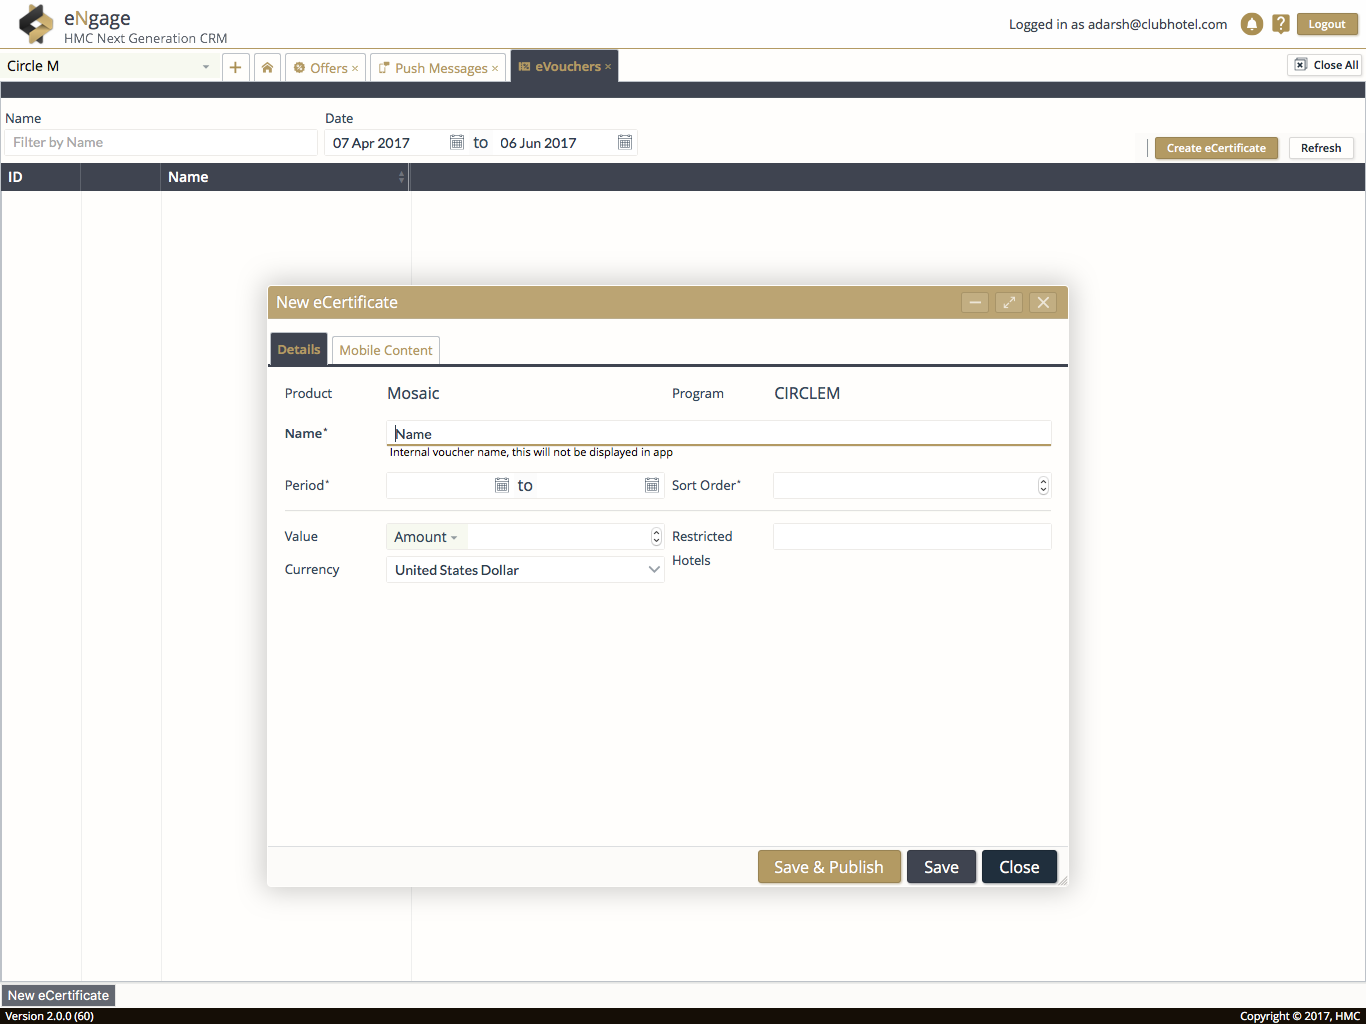 eNgage
HMC Next Generation CRM
Logged in as adarsh@clubhotel.com
?
Logout
Circle M
Offers ×
Push Messages ×
eVouchers ×
Close All
Name
Date
Filter by Name
07 Apr 2017 to 06 Jun 2017
Create eCertificate
Refresh
ID
Name
New eCertificate
Details
Mobile Content
Product
Mosaic
Program
CIRCLEM
Name*
Name
Internal voucher name, this will not be displayed in app
Period*
to
Sort Order*
Value
Amount
Restricted
Hotels
Currency
United States Dollar
Save & Publish
Save
Close
New eCertificate
Version 2.0.0 (60)
Copyright © 2017, HMC